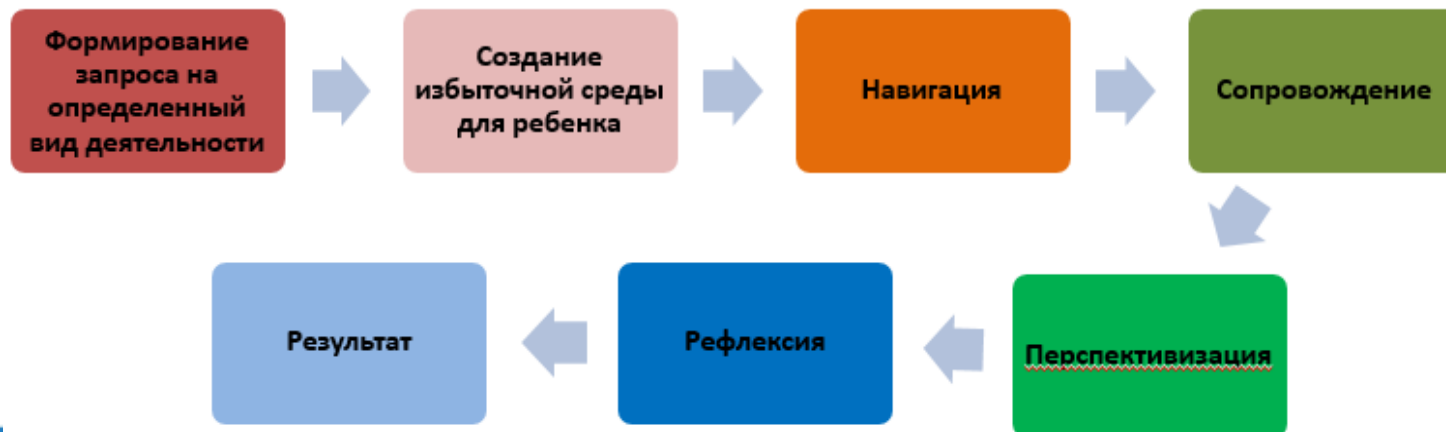 Формирование
запроса на
определенный
вид деятельности
Создание
избыточной среды
для ребенка
Навигация
Сопровождение
Перспективизация
Рефлексия
Результат